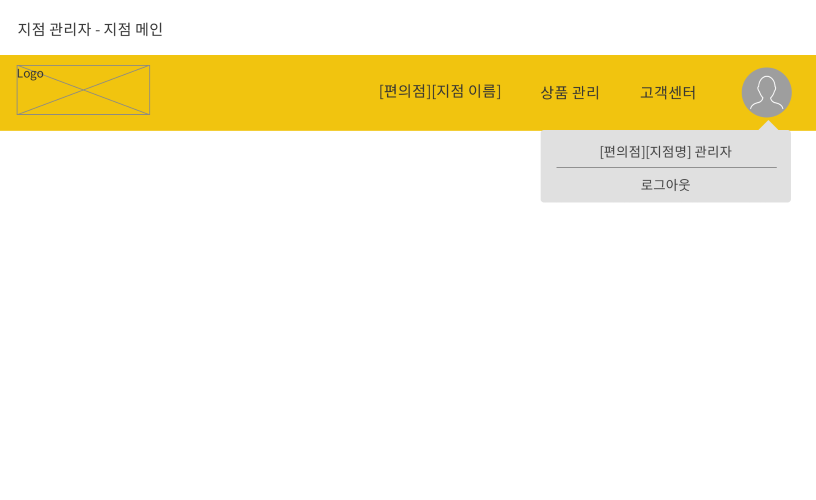 지점 관리자 - 지점 메인
Logo
[편의점][지점 이름]
상품 관리
고객센터
[편의점][지점명] 관리자
로그아웃